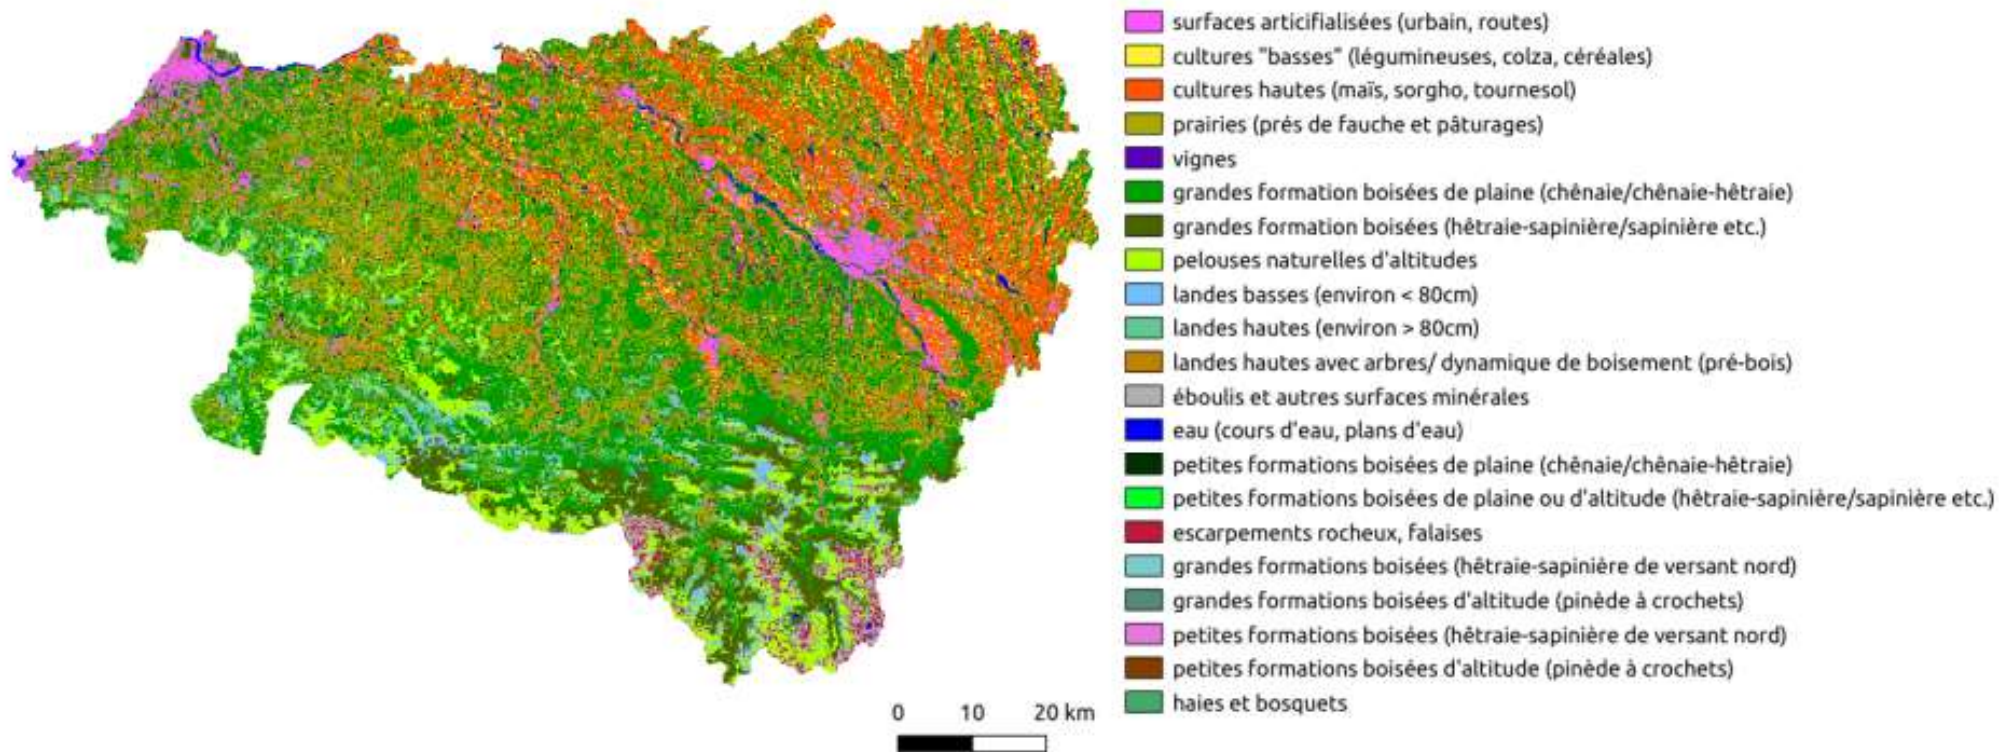 surfaces articifialisées (urbain, routes)
cultures "basses" (légumineuses, colza, céréales)
cultures hautes (maïs, sorgho, tournesol)
prairies (prés de fauche et pâturages)
vignes
grandes formation boisées de plaine (chênaie/chênaie-hêtraie)
grandes formation boisées (hêtraie-sapinière/sapinière etc.)
pelouses naturelles d'altitudes
landes basses (environ < 80cm)
landes hautes (environ > 80cm)
landes hautes avec arbres/ dynamique de boisement (pré-bois)
éboulis et autres surfaces minérales
eau (cours d'eau, plans d'eau)
petites formations boisées de plaine (chênaie/chênaie-hêtraie)
petites formations boisées de plaine ou d'altitude (hêtraie-sapinière/sapinière etc.)
escarpements rocheux, falaises
grandes formations boisées (hêtraie-sapinière de versant nord)
grandes formations boisées d'altitude (pinède à crochets)
petites formations boisées (hêtraie-sapinière de versant nord)
petites formations boisées d'altitude (pinède à crochets)
haies et bosquets
0 10 20 km